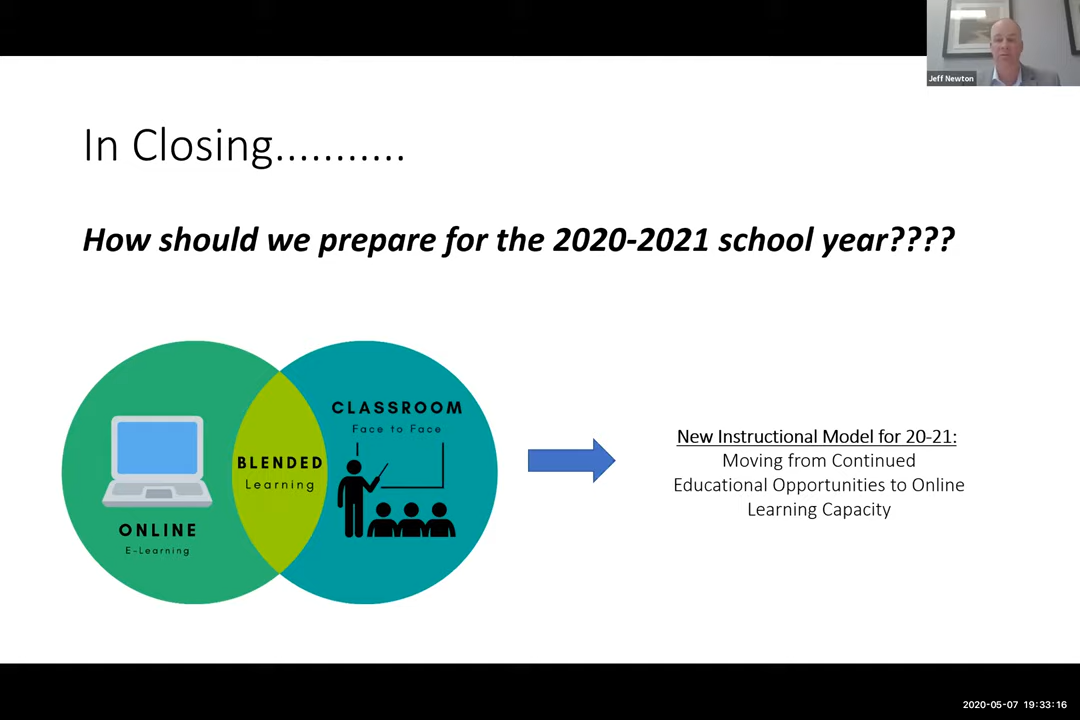 Jeff Newton
In Closing...........
How should we prepare for the 2020-2021 school year????
CLASSROOM
Face to Face
BLENDED
Learning
ONLINE
E-Learning
New Instructional Model for 20-21:
Moving from Continued
Educational Opportunities to Online
Learning Capacity
2020-05-07 19:33:16